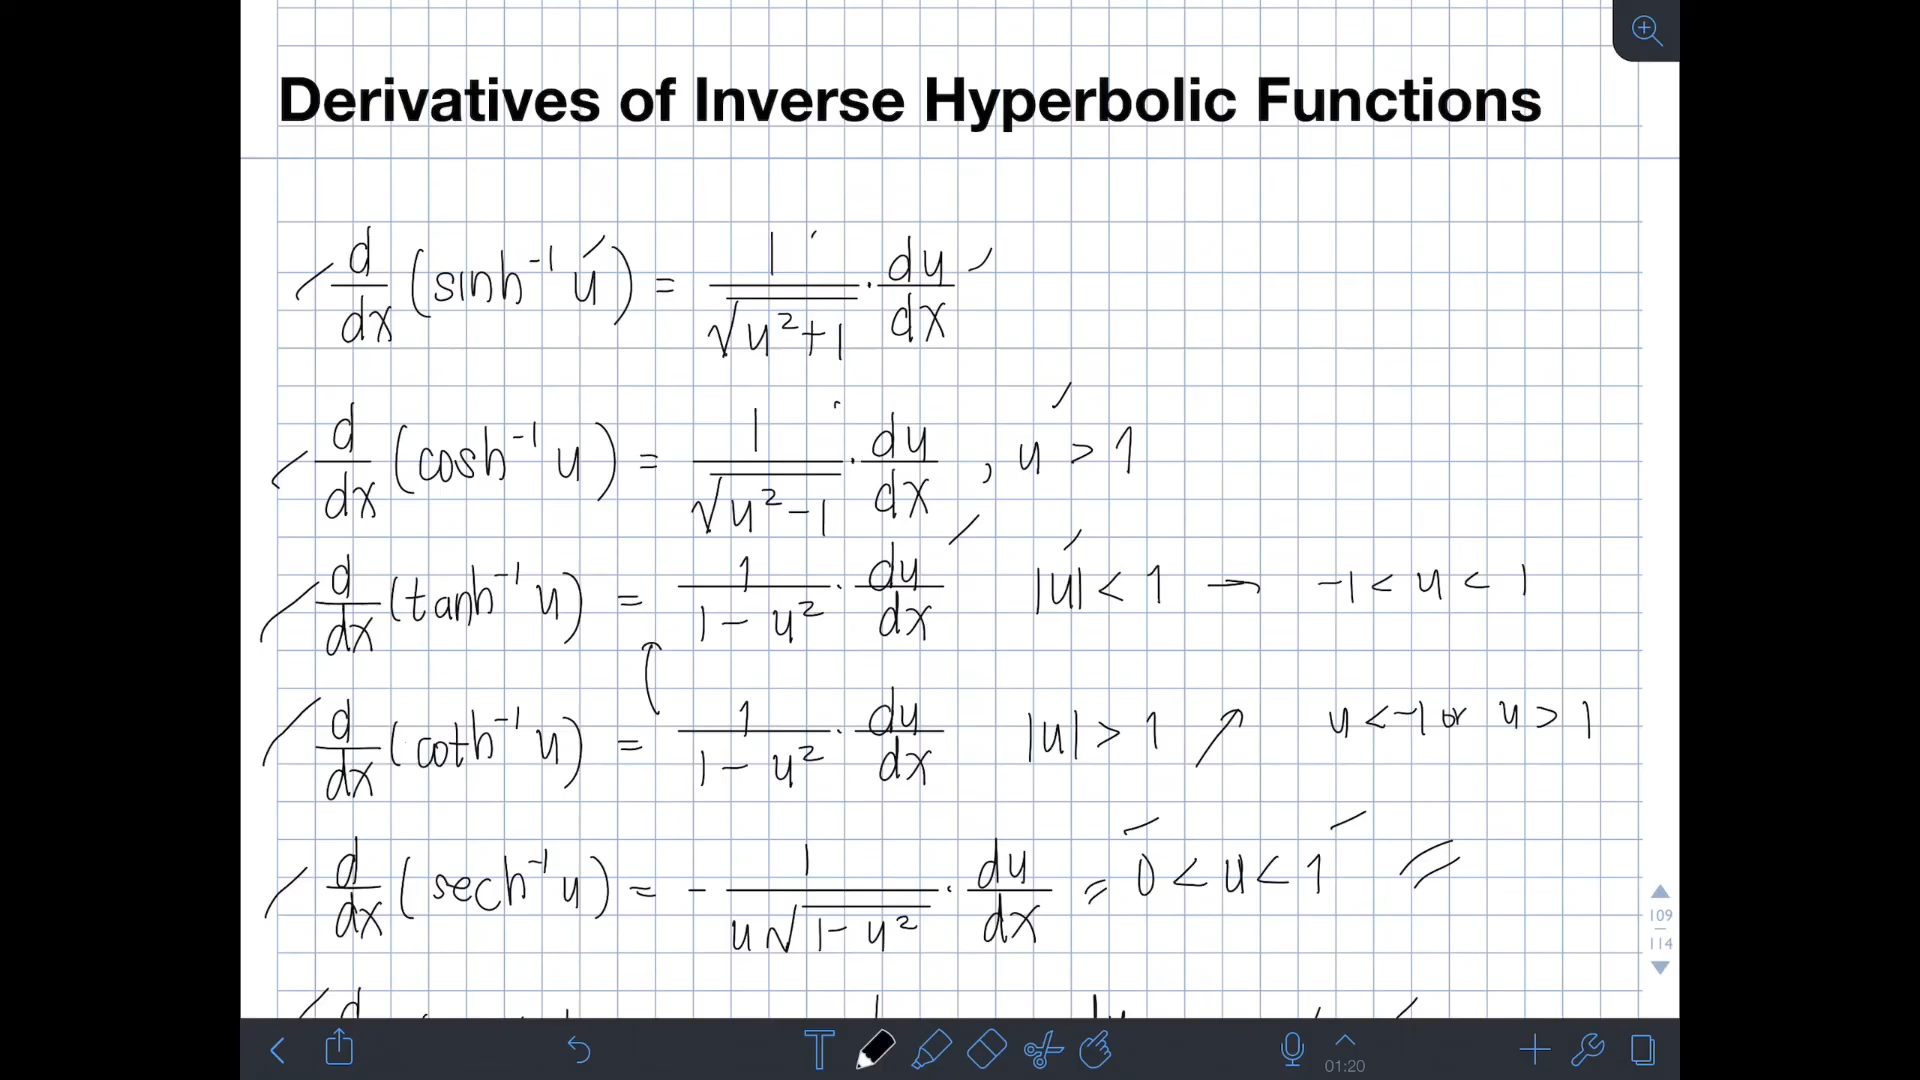 Derivatives of Inverse Hyperbolic Functions
d/dx (sinh⁻¹ u) = 1/√(u²+1) · du/dx
d/dx (cosh⁻¹ u) = 1/√(u²-1) · du/dx , u > 1
d/dx (tanh⁻¹ u) = 1/(1-u²) · du/dx |u| < 1 → -1 < u < 1
d/dx (coth⁻¹ u) = 1/(1-u²) · du/dx |u| > 1 ↗ u < -1 or u > 1
d/dx (sech⁻¹ u) = - 1/(u√(1-u²)) · du/dx = 0 < u < 1
109
114
T
01:20